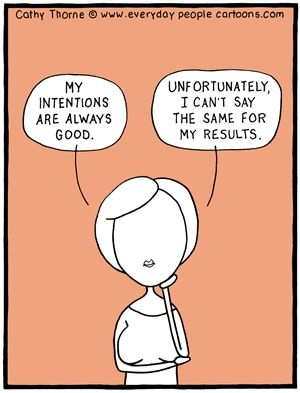 Cathy Thorne © www.everyday people cartoons.com
MY
INTENTIONS
ARE ALWAYS
GOOD.
UNFORTUNATELY,
I CAN'T SAY
THE SAME FOR
MY RESULTS.